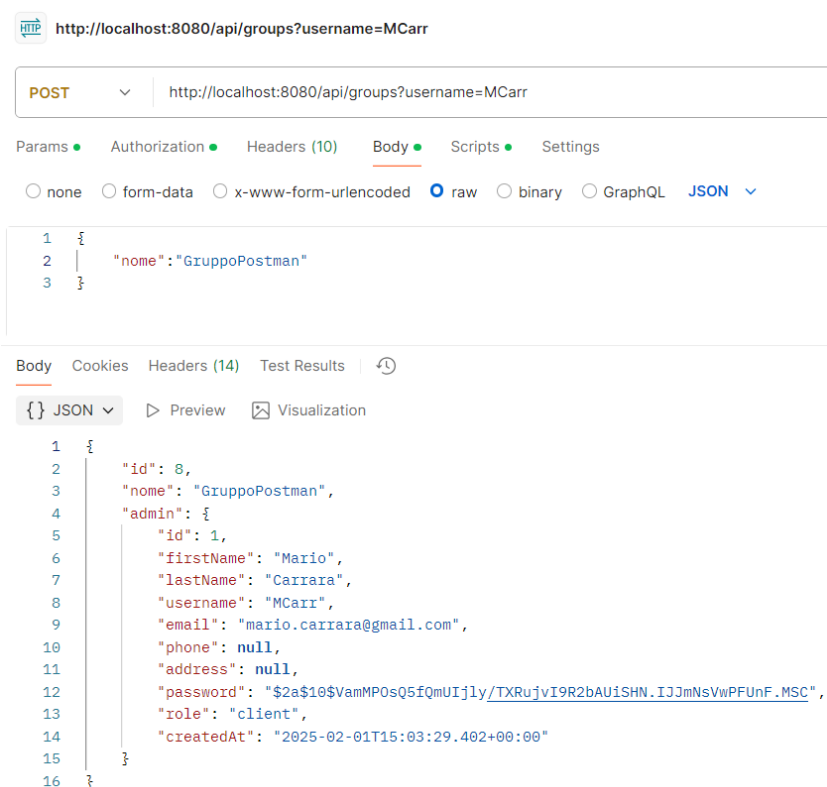 HTTP http://localhost:8080/api/groups?username=MCarr
POST http://localhost:8080/api/groups?username=MCarr
Params Authorization Headers (10) Body Scripts Settings
none form-data x-www-form-urlencoded raw binary GraphQL JSON
1 {
2 "nome":"GruppoPostman"
3 }
Body Cookies Headers (14) Test Results
{} JSON Preview Visualization
1 {
2 "id": 8,
3 "nome": "GruppoPostman",
4 "admin": {
5 "id": 1,
6 "firstName": "Mario",
7 "lastName": "Carrara",
8 "username": "MCarr",
9 "email": "mario.carrara@gmail.com",
10 "phone": null,
11 "address": null,
12 "password": "$2a$10$VamMPOsQ5fQmUIjly/TXRujvI9R2bAUiSHN.IJJmNsVwPFUnF.MSC",
13 "role": "client",
14 "createdAt": "2025-02-01T15:03:29.402+00:00"
15 }
16 }